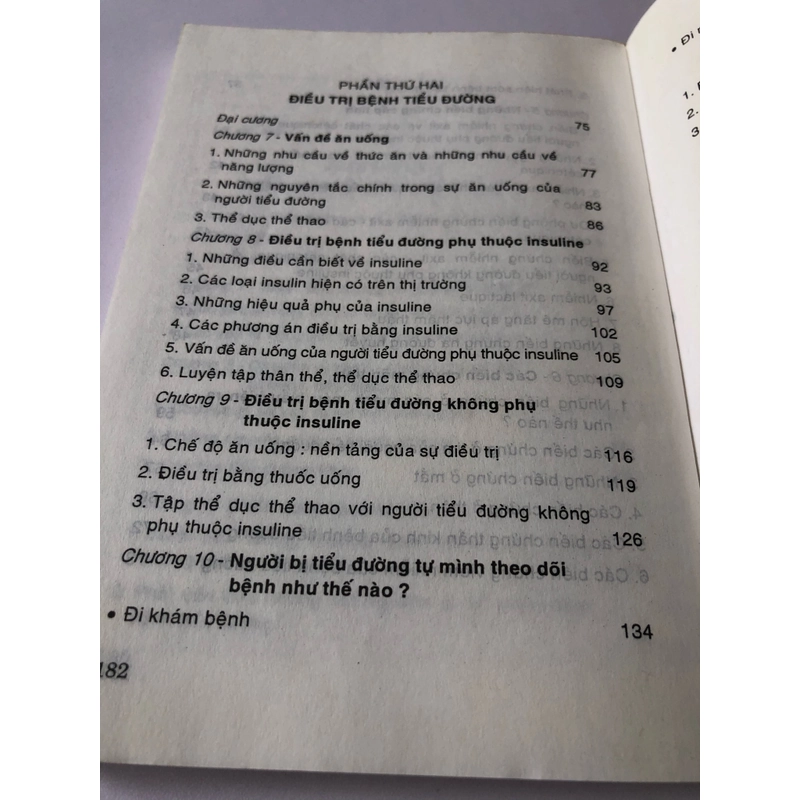 PHẦN THỨ HAI
ĐIỀU TRỊ BỆNH TIỂU ĐƯỜNG
Đại cương 75
Chương 7 - Vấn đề ăn uống
1. Những nhu cầu về thức ăn và những nhu cầu về
năng lượng 77
2. Những nguyên tắc chính trong sự ăn uống của
người tiểu đường 83
3. Thể dục thể thao 86
Chương 8 - Điều trị bệnh tiểu đường phụ thuộc insuline
1. Những điều cần biết về insuline 92
2. Các loại insulin hiện có trên thị trường 93
3. Những hiệu quả phụ của insuline 97
4. Các phương án điều trị bằng insuline 102
5. Vấn đề ăn uống của người tiểu đường phụ thuộc insuline 105
6. Luyện tập thân thể, thể dục thể thao 109
Chương 9 - Điều trị bệnh tiểu đường không phụ
thuộc insuline
1. Chế độ ăn uống : nền tảng của sự điều trị 116
2. Điều trị bằng thuốc uống 119
3. Tập thể dục thể thao với người tiểu đường không
phụ thuộc insuline 126
Chương 10 - Người bị tiểu đường tự mình theo dõi
bệnh như thế nào ?
• Đi khám bệnh 134
182
• Đi
1.
2.
3